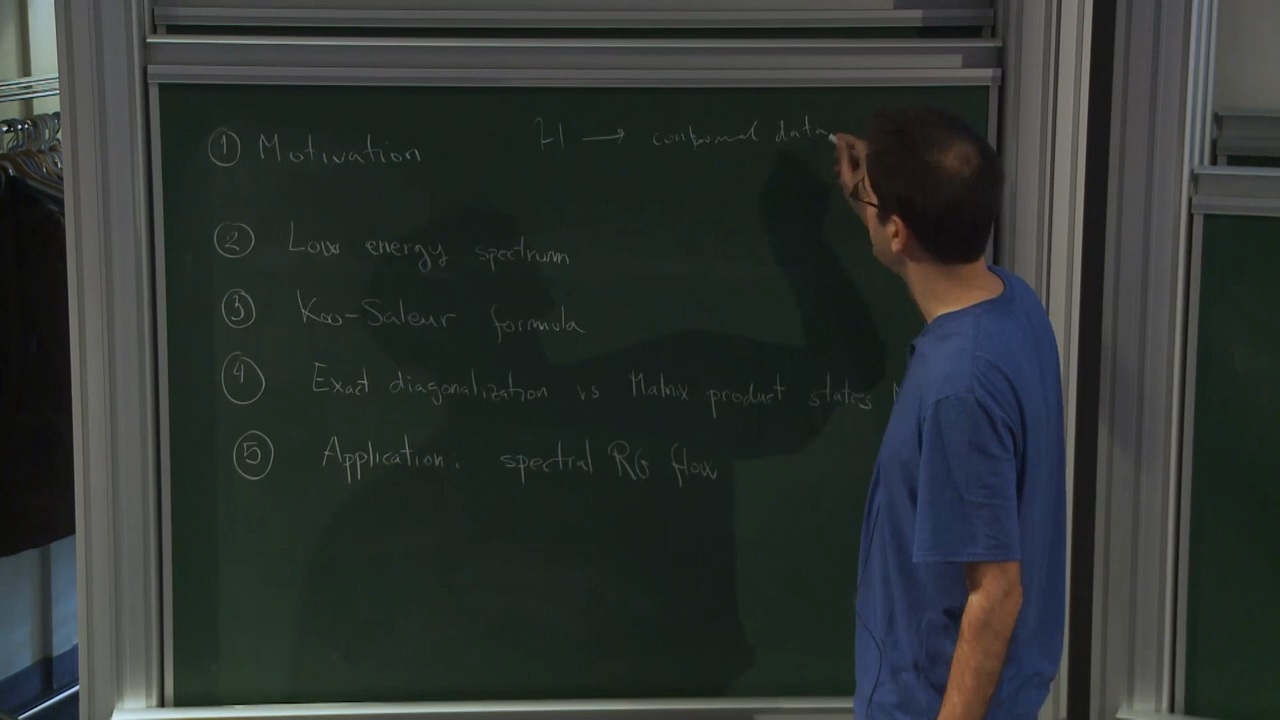 ① Motivation H → conformal data
② Low energy spectrum
③ Koo-Saleur formula
④ Exact diagonalization vs Matrix product states
⑤ Application: spectral RG flow